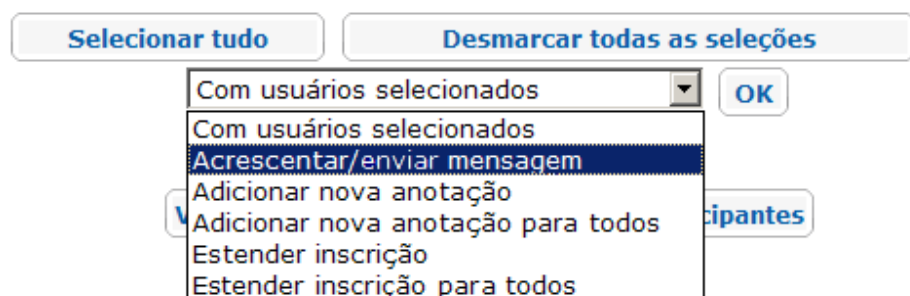 Selecionar tudo Desmarcar todas as seleções
Com usuários selecionados OK
Com usuários selecionados
Acrescentar/enviar mensagem
Adicionar nova anotação
Adicionar nova anotação para todos
Estender inscrição
Estender inscrição para todos